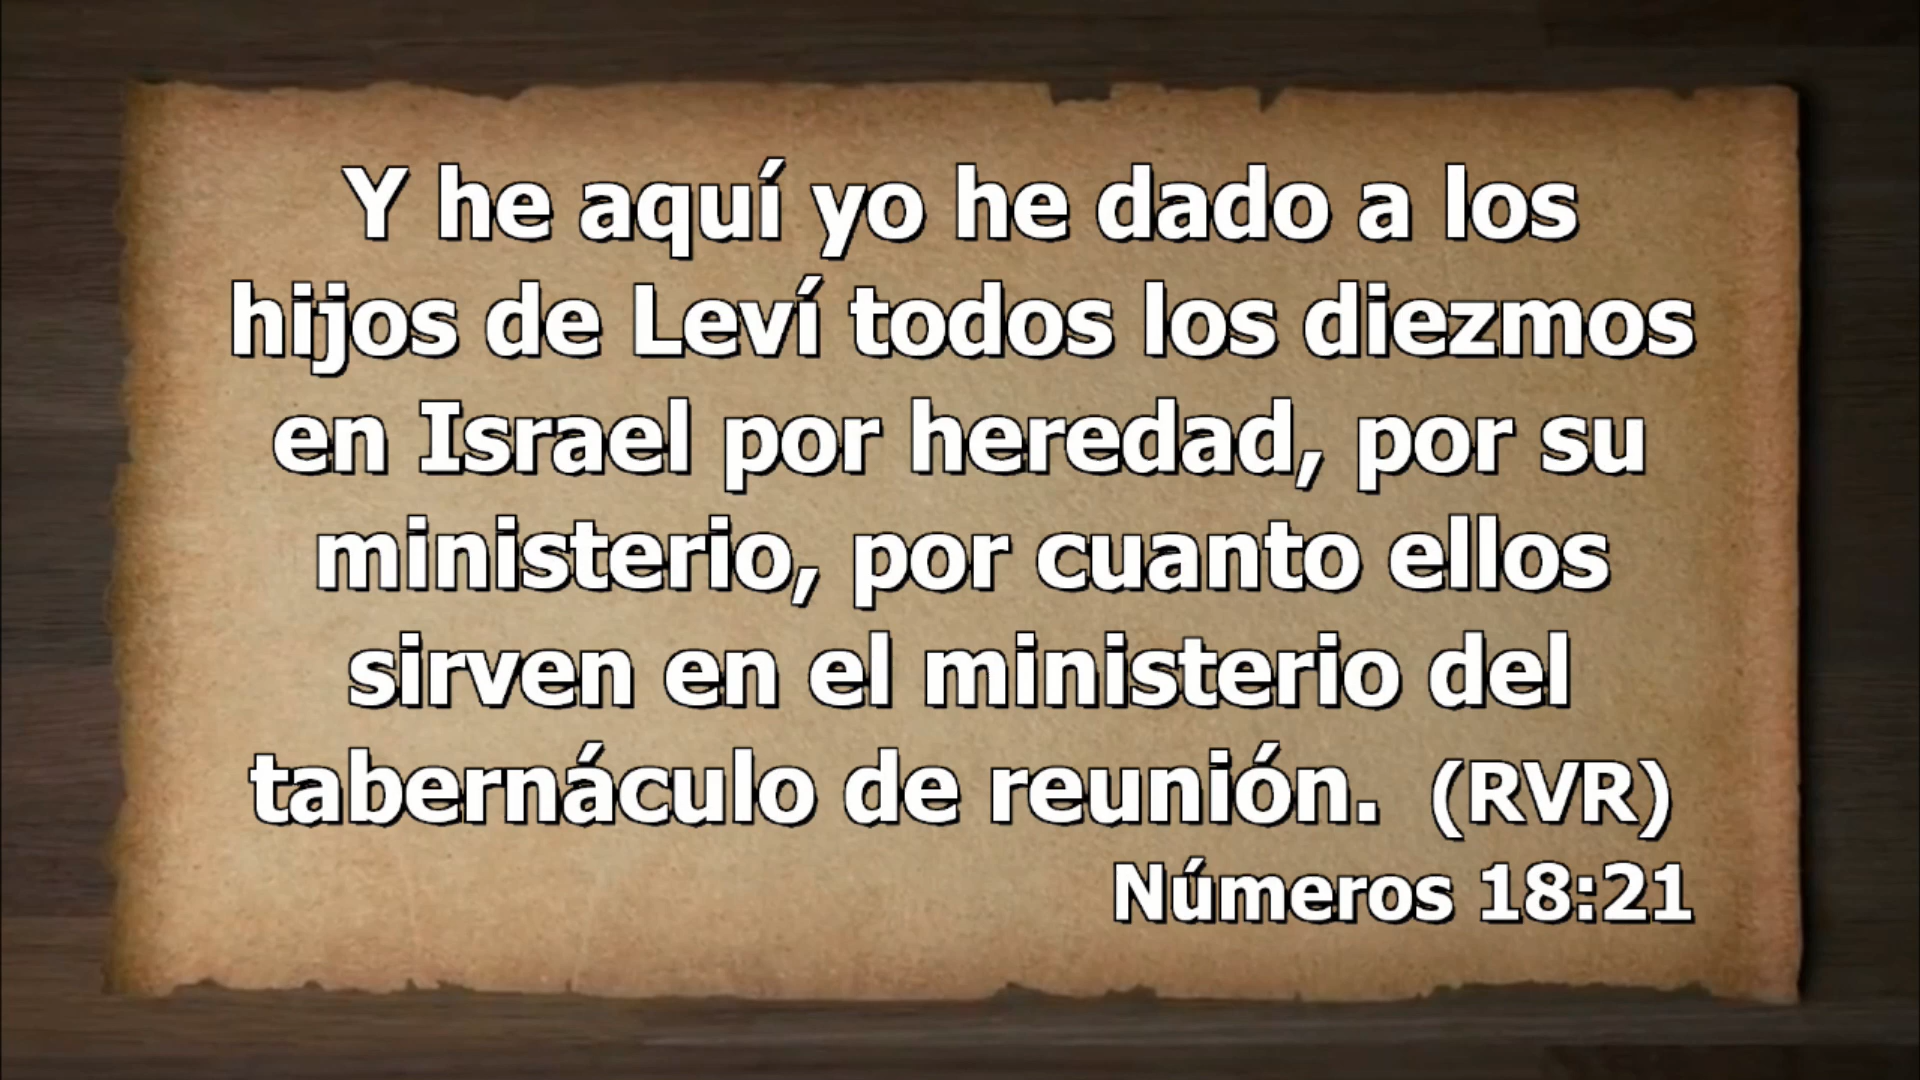 Y he aquí yo he dado a los
hijos de Leví todos los diezmos
en Israel por heredad, por su
ministerio, por cuanto ellos
sirven en el ministerio del
tabernáculo de reunión. (RVR)
Números 18:21